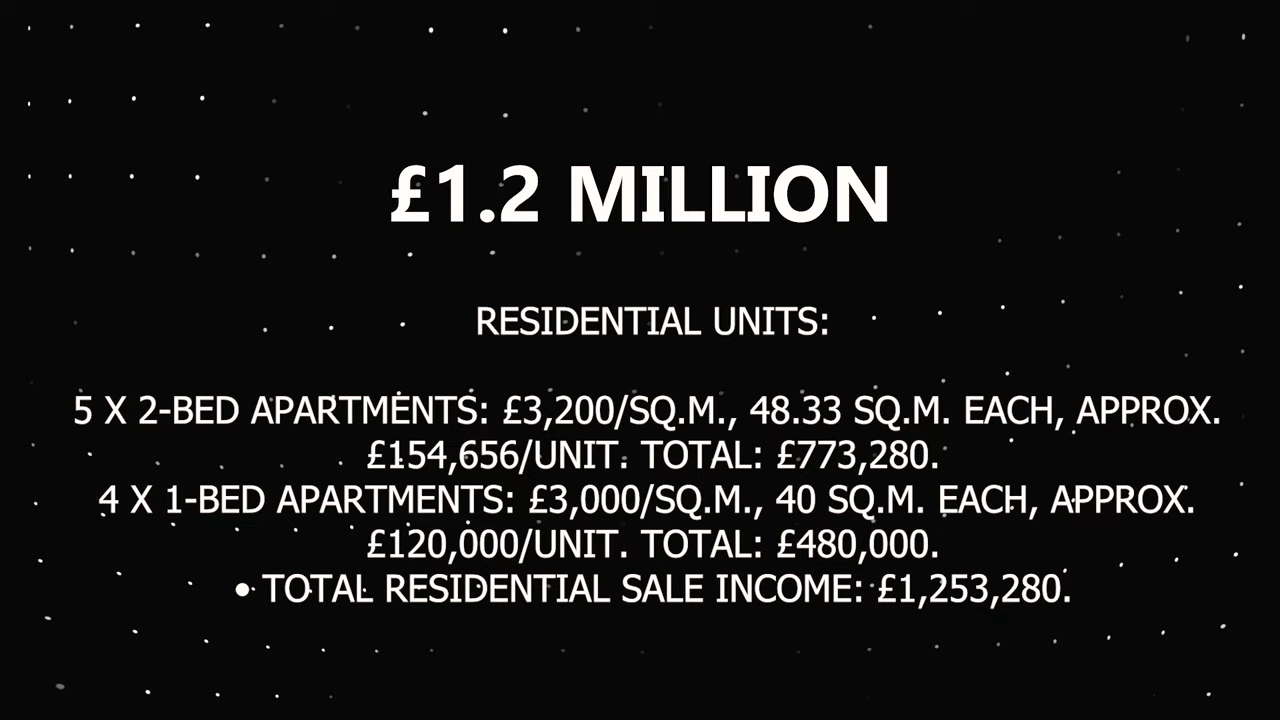 £1.2 MILLION
RESIDENTIAL UNITS:
5 X 2-BED APARTMENTS: £3,200/SQ.M., 48.33 SQ.M. EACH, APPROX.
£154,656/UNIT. TOTAL: £773,280.
4 X 1-BED APARTMENTS: £3,000/SQ.M., 40 SQ.M. EACH, APPROX.
£120,000/UNIT. TOTAL: £480,000.
• TOTAL RESIDENTIAL SALE INCOME: £1,253,280.